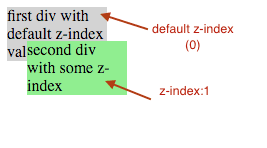 first div with
default z-index
val
second div
with some z-
index
default z-index
(0)
z-index:1